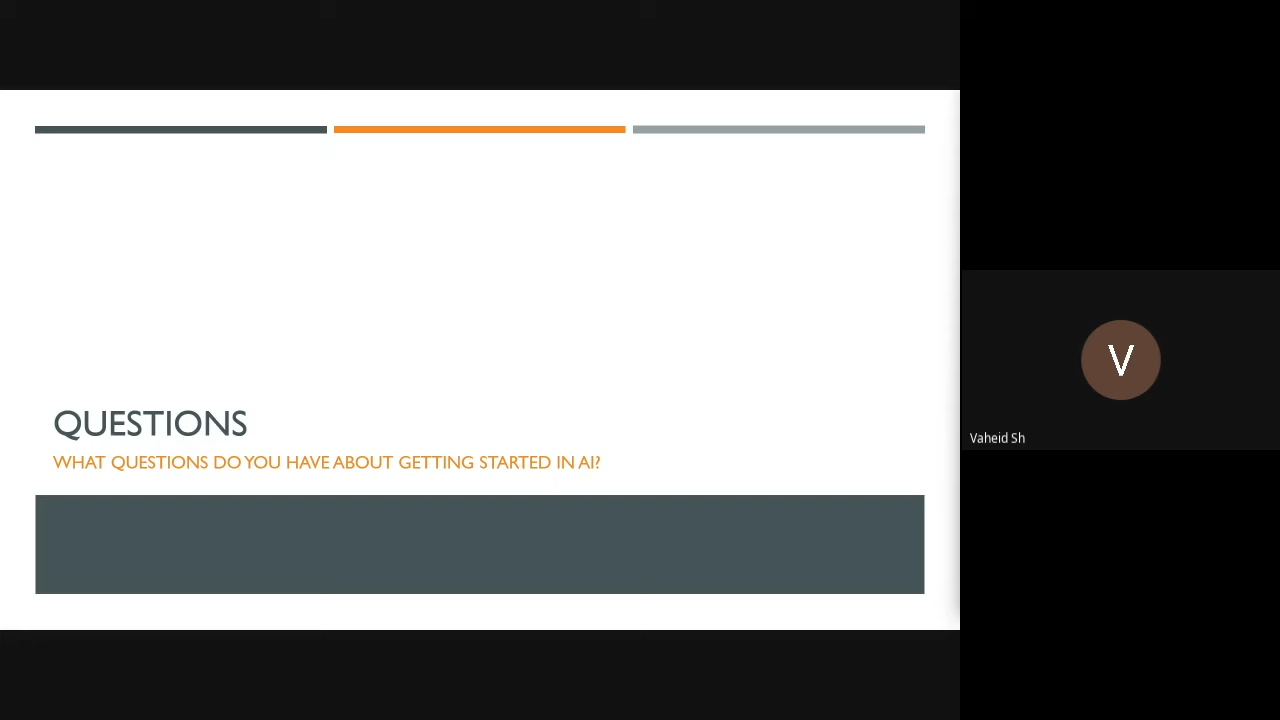 QUESTIONS
WHAT QUESTIONS DO YOU HAVE ABOUT GETTING STARTED IN AI?
V
Vaheid Sh